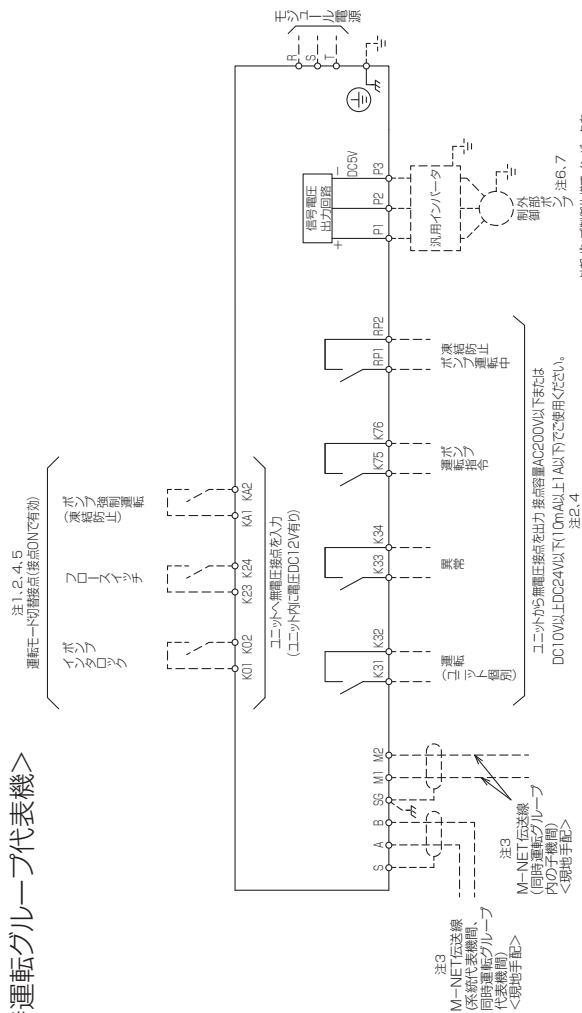 運転グループ代表機>
注1、2、4、5
運転モード切替接点(接点ONで有効)
ポンプ
インタロック
フロースイッチ
ポンプ強制運転
(凍結防止)
K01 K02
K23 K24
KA1 KA2
ユニットへ無電圧接点を入力
(ユニット内に電圧DC12V有り)
信号電圧
出力回路
+
−
DC5V
モジュール電源
R
S
T
S
A
B
SG
M1
M2
K31 K32
K33 K34
K75 K76
RP1 RP2
P1
P2
P3
運転
(ユニット個別)
異常
ポンプ
運転指令
凍結防止
ポンプ運転中
汎用インバータ
外部
制御ポンプ
注6、7
ユニットから無電圧接点を出力 接点容量AC200V以下または
DC10V以上DC24V以下(10mA以上1A以下)でご使用ください。
注2、4
注3
M-NET伝送線
(系統代表機間、
同時運転グループ
代表機間)
<現地手配>
注3
M-NET伝送線
(同時運転グループ
内の子機間)
<現地手配>